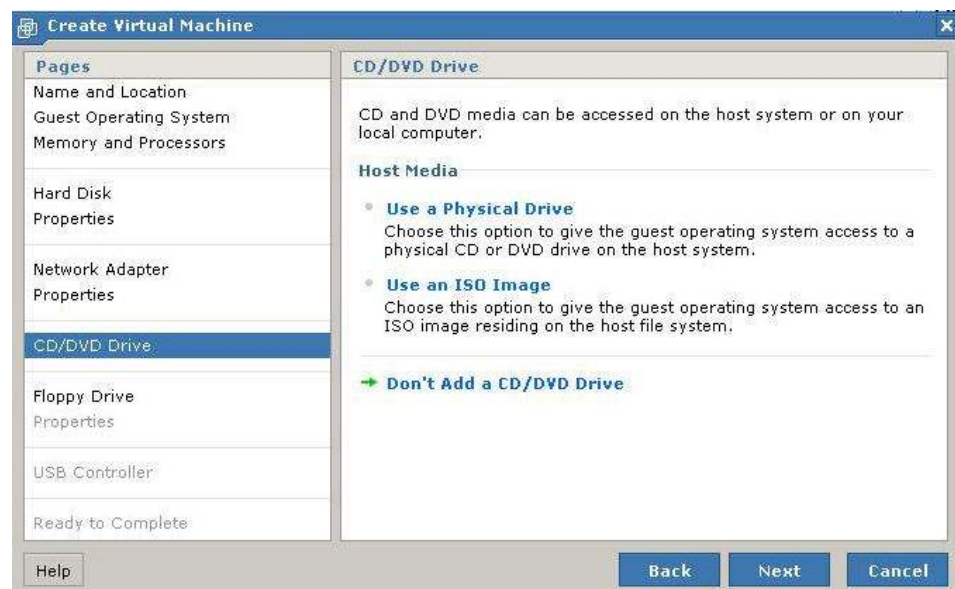 Create Virtual Machine
Pages
Name and Location
Guest Operating System
Memory and Processors
Hard Disk
Properties
Network Adapter
Properties
CD/DVD Drive
Floppy Drive
Properties
USB Controller
Ready to Complete
CD/DVD Drive
CD and DVD media can be accessed on the host system or on your
local computer.
Host Media
Use a Physical Drive
Choose this option to give the guest operating system access to a
physical CD or DVD drive on the host system.
Use an ISO Image
Choose this option to give the guest operating system access to an
ISO image residing on the host file system.
Don't Add a CD/DVD Drive
Help
Back
Next
Cancel